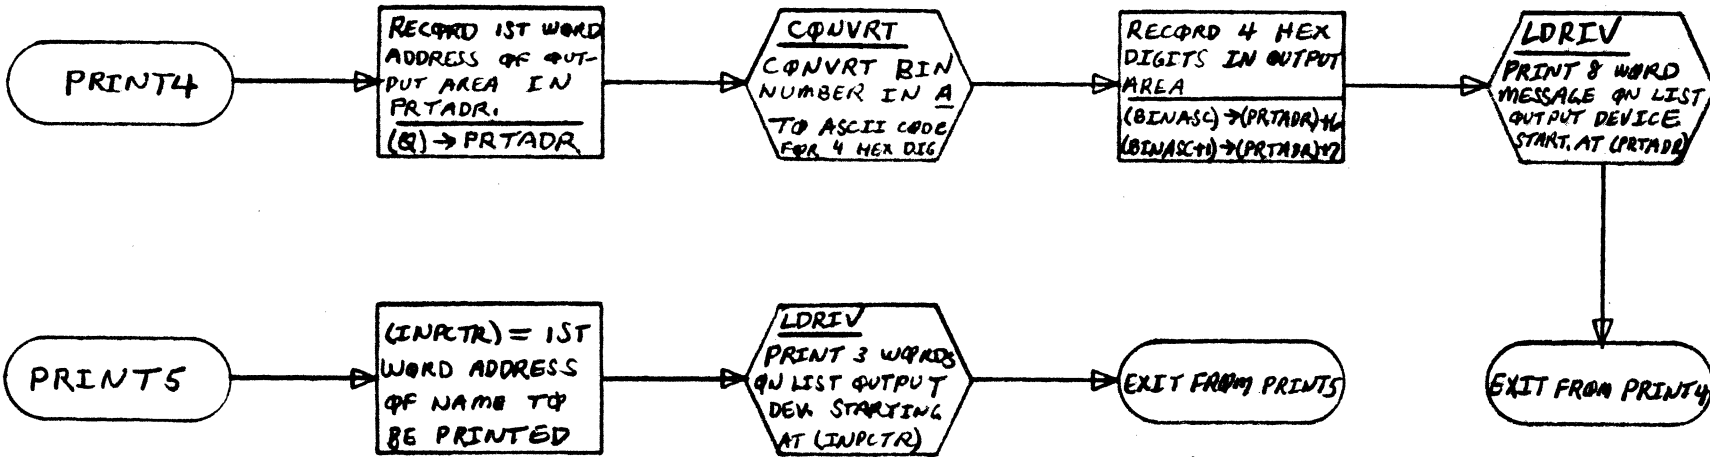 PRINT4
RECORD 1ST WORD
ADDRESS OF OUT-
PUT AREA IN
PRTADR.
(Q)→PRTADR
CONVRT
CONVRT BIN
NUMBER IN A
TO ASCII CODE
FOR 4 HEX DIG
RECORD 4 HEX
DIGITS IN OUTPUT
AREA
(BINASC)→(PRTADR)+6
(BINASC+1)→(PRTADR)+7
LDRIV
PRINT 8 WORD
MESSAGE ON LIST
OUTPUT DEVICE
START. AT (PRTADR)
PRINT5
(INPCTR) = 1ST
WORD ADDRESS
OF NAME TO
BE PRINTED
LDRIV
PRINT 3 WORDS
ON LIST OUTPUT
DEV. STARTING
AT (INPCTR)
EXIT FROM PRINT5
EXIT FROM PRINT4